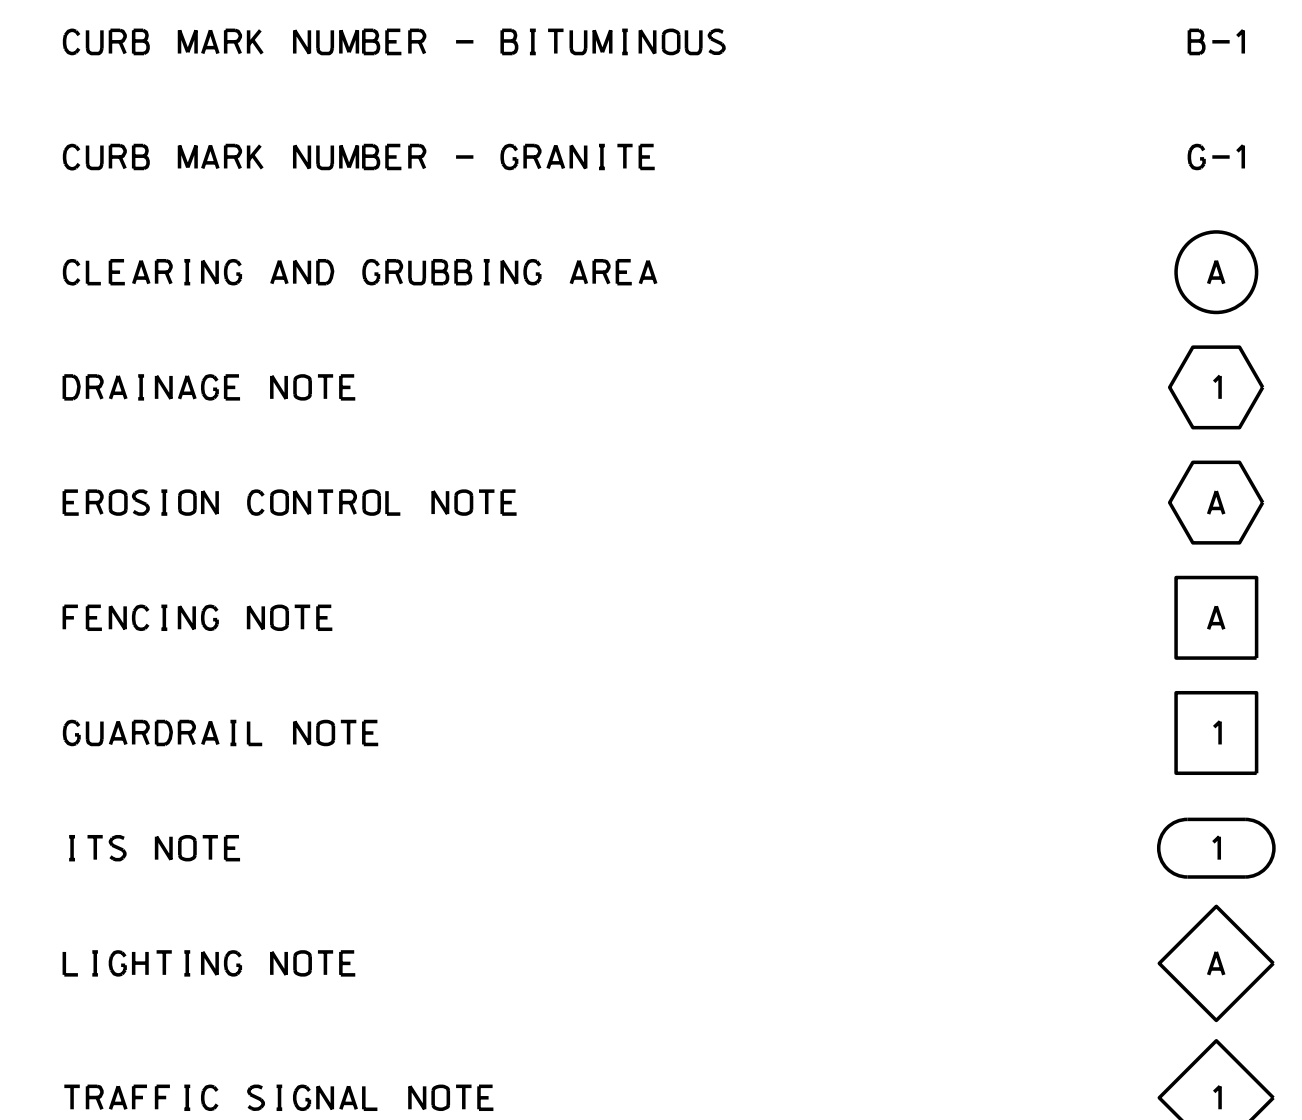 CURB MARK NUMBER - BITUMINOUS B-1
CURB MARK NUMBER - GRANITE G-1
CLEARING AND GRUBBING AREA A
DRAINAGE NOTE 1
EROSION CONTROL NOTE A
FENCING NOTE A
GUARDRAIL NOTE 1
ITS NOTE 1
LIGHTING NOTE A
TRAFFIC SIGNAL NOTE 1